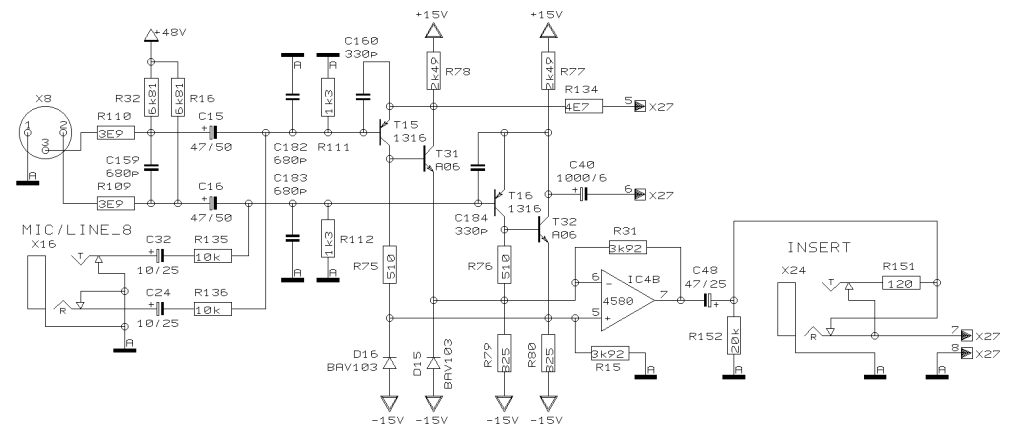 +15V
+15V
+48V
C160
330p
A
A
2k49
R78
2k49
R77
R134
4E7
5
X27
X8
R32
6k81
6k81
R16
R110
3E9
C15
+
47/50
1k3
T15
1316
1
2
3
C182
680p
R111
T31
A06
C159
680p
C40
1000/6
+
6
X27
A
R109
3E9
C16
+
47/50
C183
680p
T16
1316
C184
330p
T32
A06
MIC/LINE_8
X16
C32
+
10/25
R135
10k
1k3
R112
R75
510
R76
510
R31
3k92
INSERT
T
A
A
6
-
IC4B
4580
7
C48
47/25
+
X24
R151
120
T
R
C24
+
10/25
R136
10k
5
+
R152
20k
R
7
X27
A
D16
BAV103
D15
BAV103
R79
825
R80
825
3k92
R15
A
A
A
A
8
X27
-15V
-15V
-15V
-15V